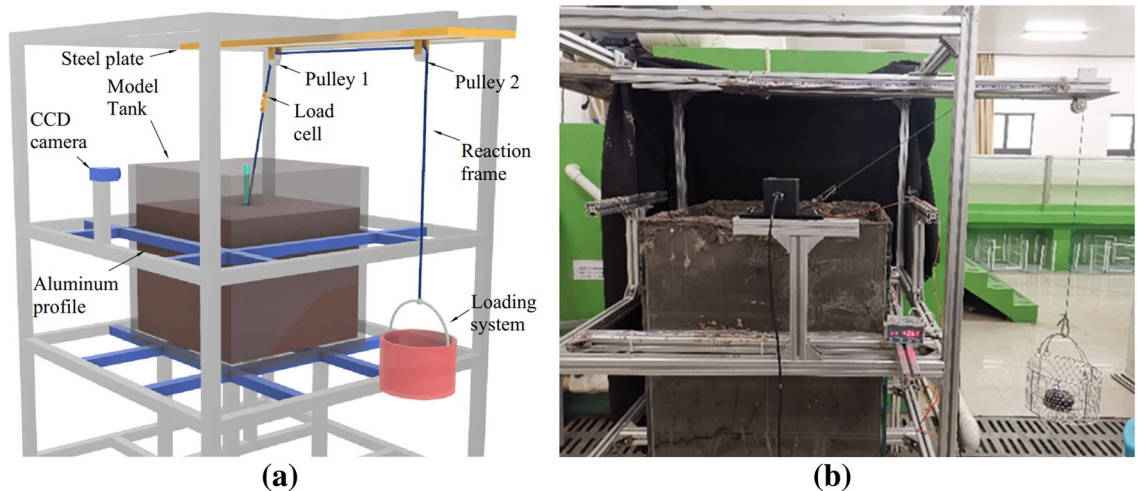 Steel plate
Pulley 1
Pulley 2
Model
Tank
Load
cell
CCD
camera
Reaction
frame
Aluminum
profile
Loading
system
(a)
(b)